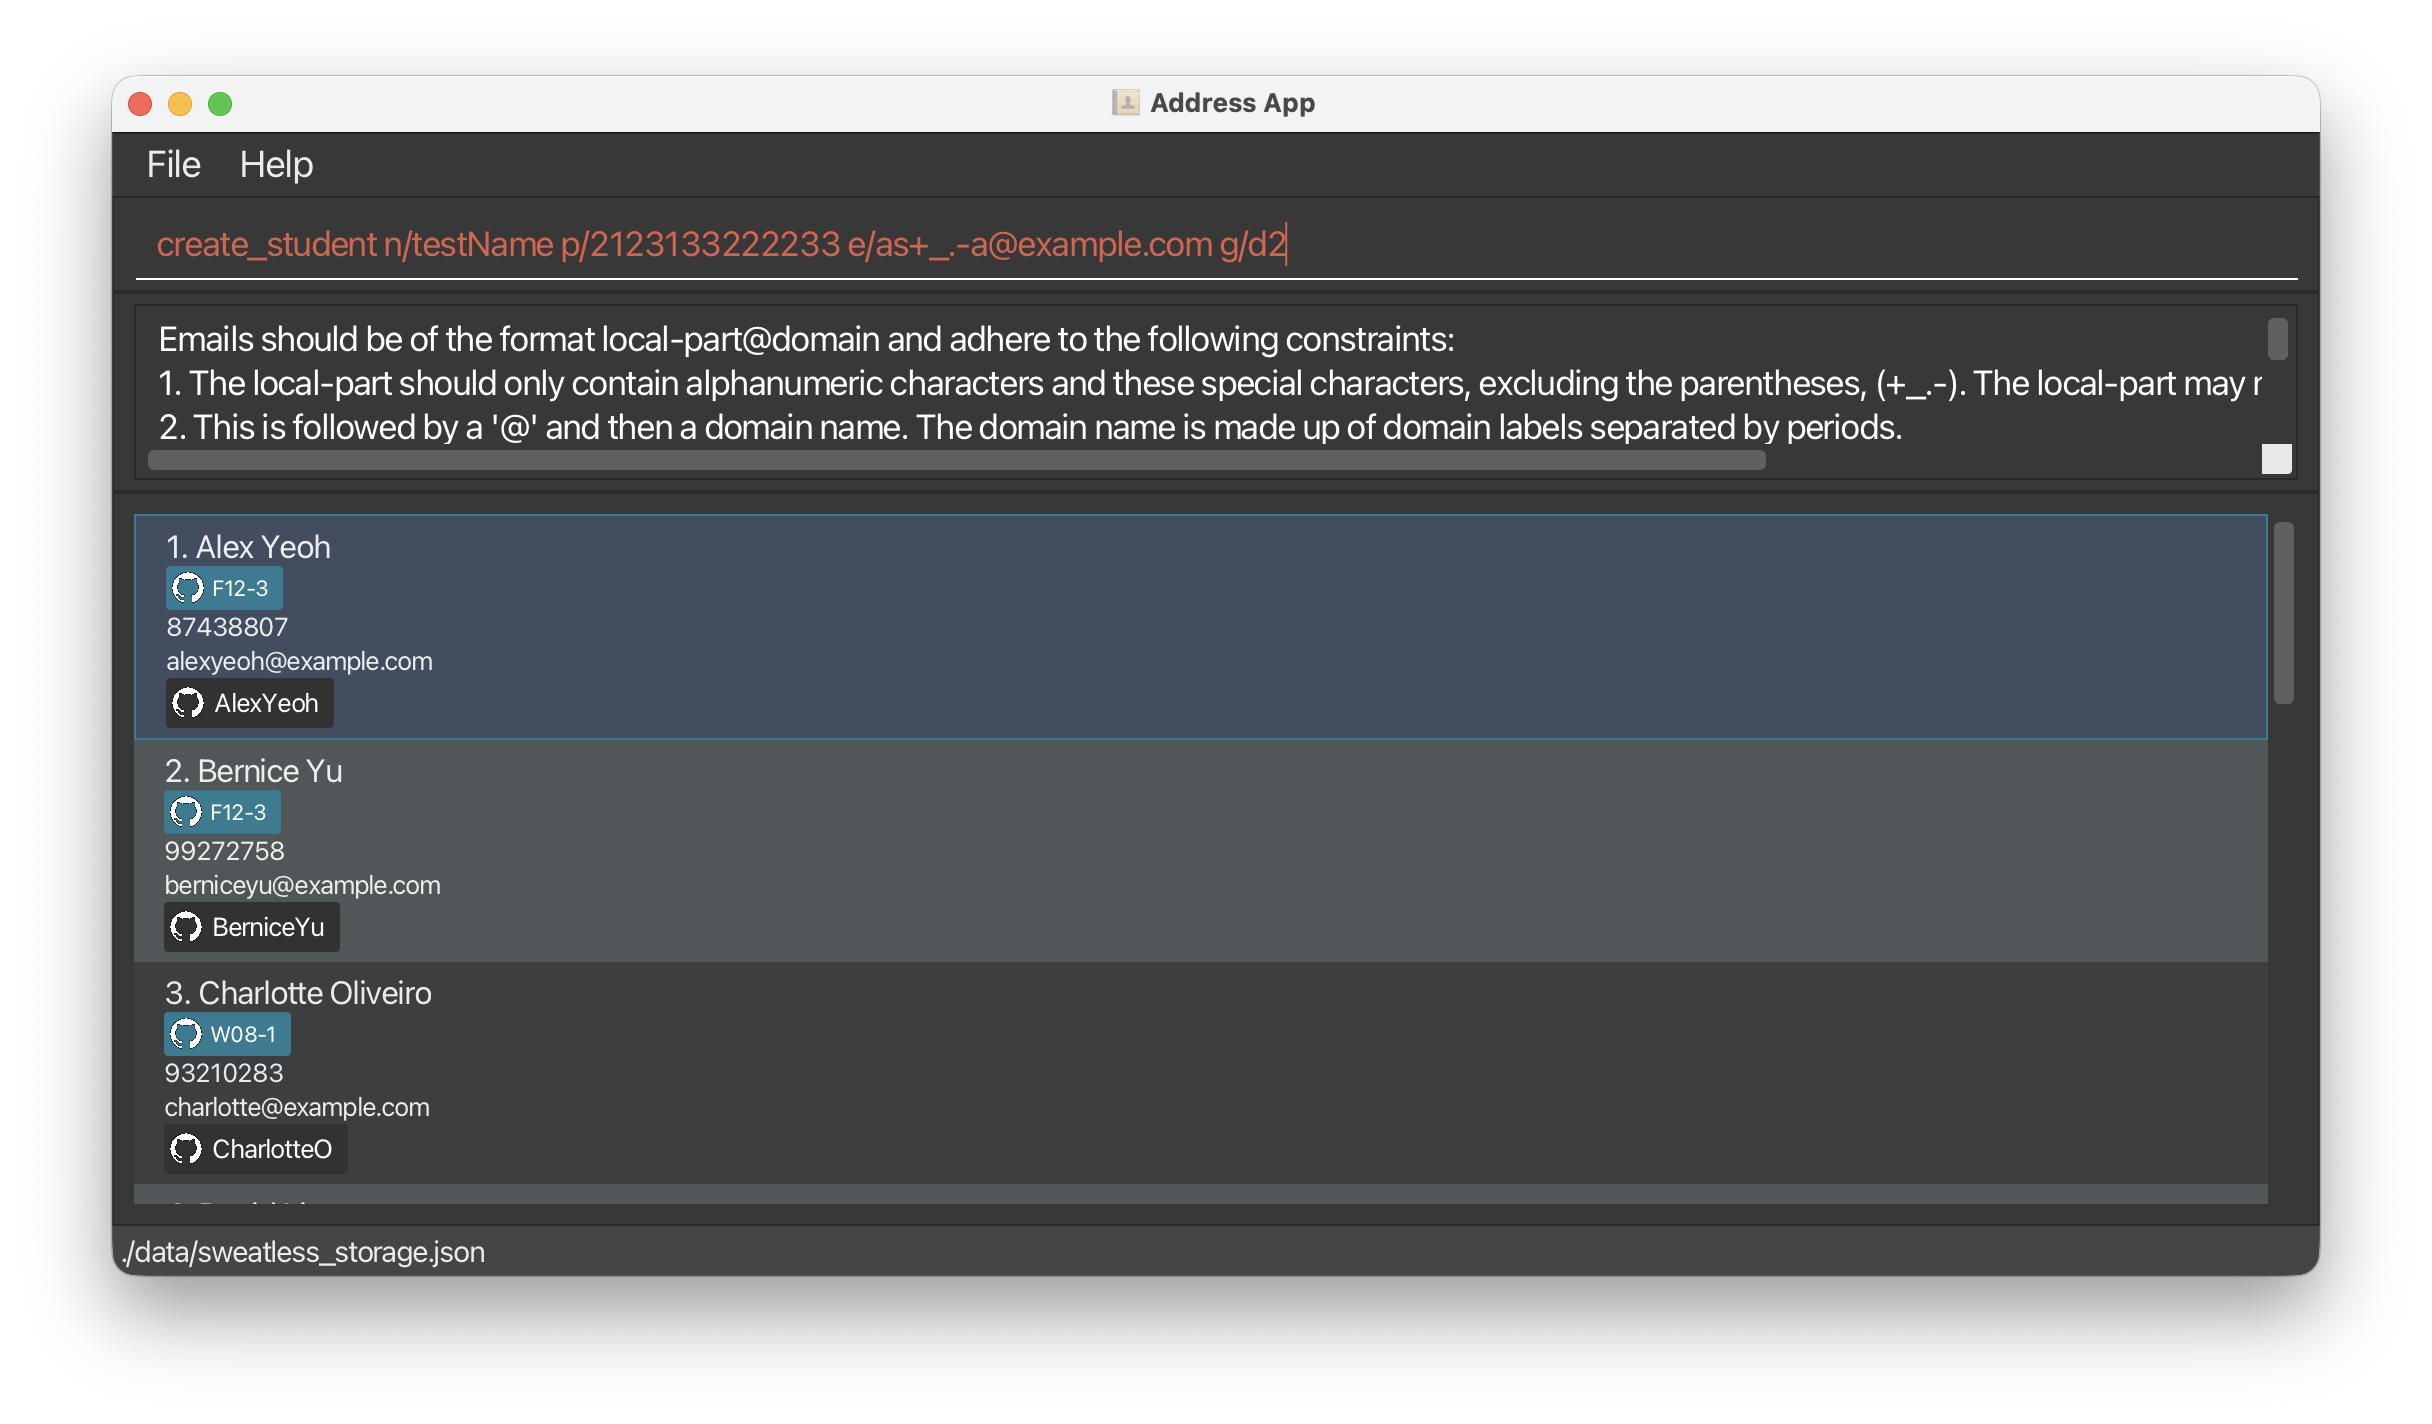 Address App
File Help
create_student n/testName p/2123133222233 e/as+_.-a@example.com g/d2
Emails should be of the format local-part@domain and adhere to the following constraints:
1. The local-part should only contain alphanumeric characters and these special characters, excluding the parentheses, (+_.-). The local-part may
2. This is followed by a '@' and then a domain name. The domain name is made up of domain labels separated by periods.
1. Alex Yeoh
F12-3
87438807
alexyeoh@example.com
AlexYeoh
2. Bernice Yu
F12-3
99272758
berniceyu@example.com
BerniceYu
3. Charlotte Oliveiro
W08-1
93210283
charlotte@example.com
CharlotteO
./data/sweatless_storage.json